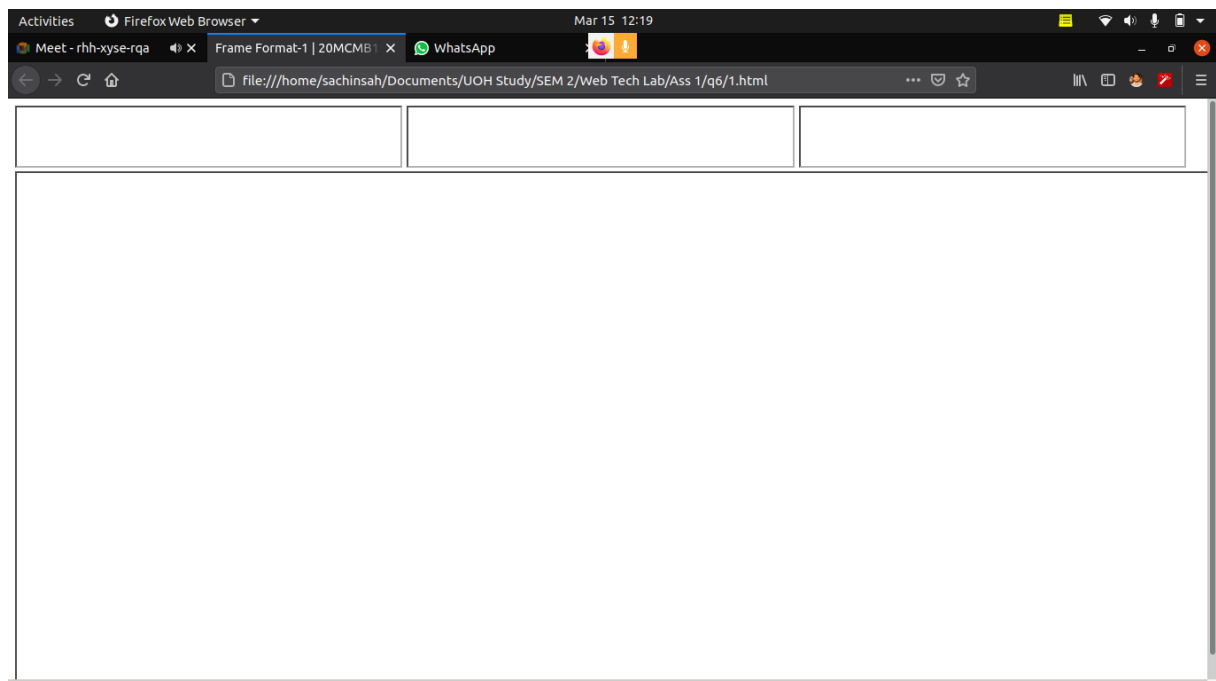 Activities Firefox Web Browser Mar 15 12:19
Meet - rhh-xyse-rqa Frame Format-1 | 20MCMB1 WhatsApp
file:///home/sachinsah/Documents/UOH Study/SEM 2/Web Tech Lab/Ass 1/q6/1.html